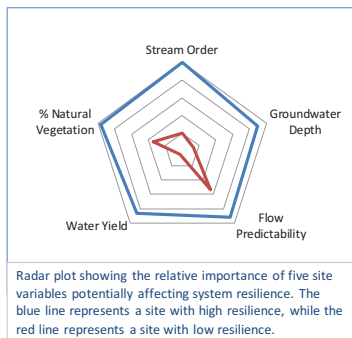 Stream Order
% Natural
Vegetation
Groundwater
Depth
Water Yield
Flow
Predictability
Radar plot showing the relative importance of five site
variables potentially affecting system resilience. The
blue line represents a site with high resilience, while the
red line represents a site with low resilience.